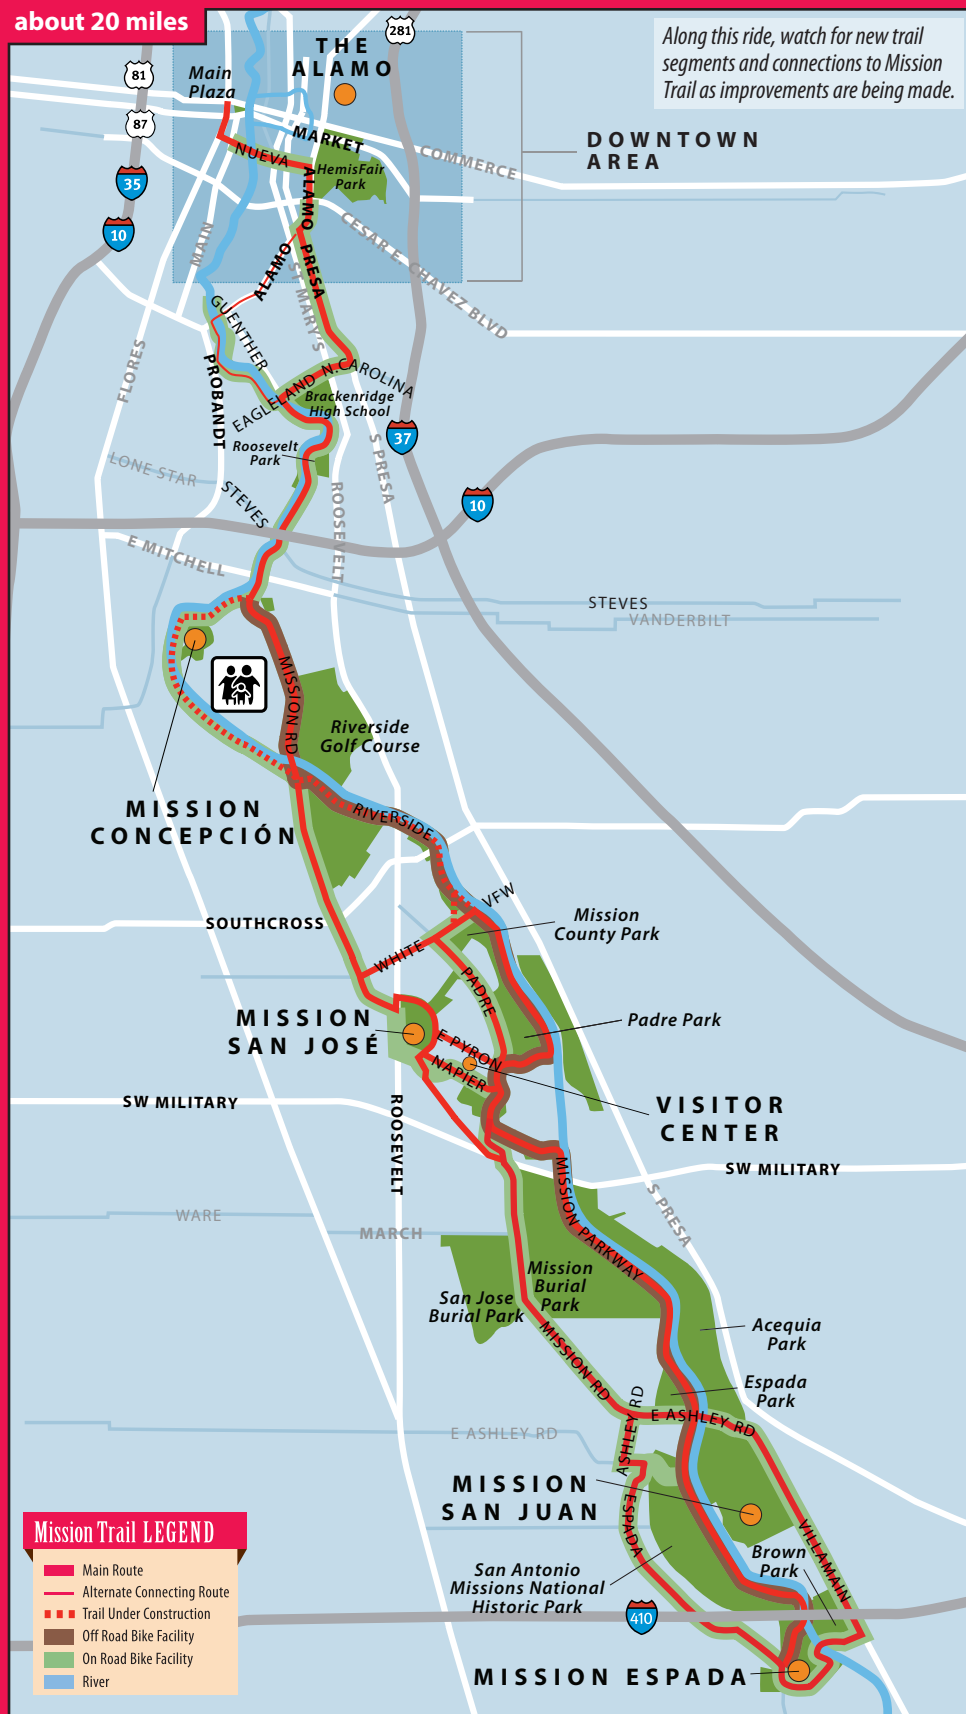 about 20 miles
Along this ride, watch for new trail
segments and connections to Mission
Trail as improvements are being made.
281
THE
ALAMO
81
Main
Plaza
87
MARKET
COMMERCE
DOWNTOWN
AREA
NUEVA
HemisFair
Park
35
ALAMO
10
MAIN
CESAR E. CHAVEZ BLVD
ALAMO
PRESA
ST MARY'S
GUENTHER
FLORES
PROBANDT
N.CAROLINA
EAGLELAND
Brackenridge
High School
37
Roosevelt
Park
S PRESA
LONE STAR
STEVES
ROOSEVELT
10
E MITCHELL
STEVES
VANDERBILT
MISSION RD
Riverside
Golf Course
MISSION
CONCEPCIÓN
RIVERSIDE
VFW
SOUTHCROSS
Mission
County Park
WHITE
PADRE
MISSION
SAN JOSÉ
Padre Park
E PYRON
NAPIER
SW MILITARY
ROOSEVELT
VISITOR
CENTER
SW MILITARY
MISSION PARKWAY
S PRESA
WARE
MARCH
Mission
Burial
Park
San Jose
Burial Park
Acequia
Park
MISSION RD
Espada
Park
ASHLEY RD
E ASHLEY RD
E ASHLEY RD
MISSION
SAN JUAN
ESPADA
VILLAMAIN
Brown
Park
San Antonio
Missions National
Historic Park
410
MISSION ESPADA
Mission Trail LEGEND
Main Route
Alternate Connecting Route
Trail Under Construction
Off Road Bike Facility
On Road Bike Facility
River